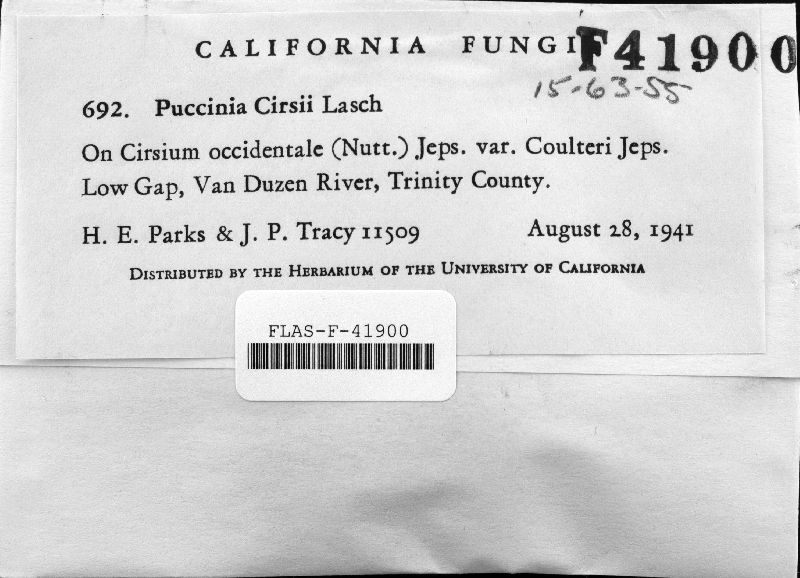 CALIFORNIA FUNGI F41900
15-63-55
692. Puccinia Cirsii Lasch
On Cirsium occidentale (Nutt.) Jeps. var. Coulteri Jeps.
Low Gap, Van Duzen River, Trinity County.
H. E. Parks & J. P. Tracy 11509 August 28, 1941
Distributed by the Herbarium of the University of California
FLAS-F-41900